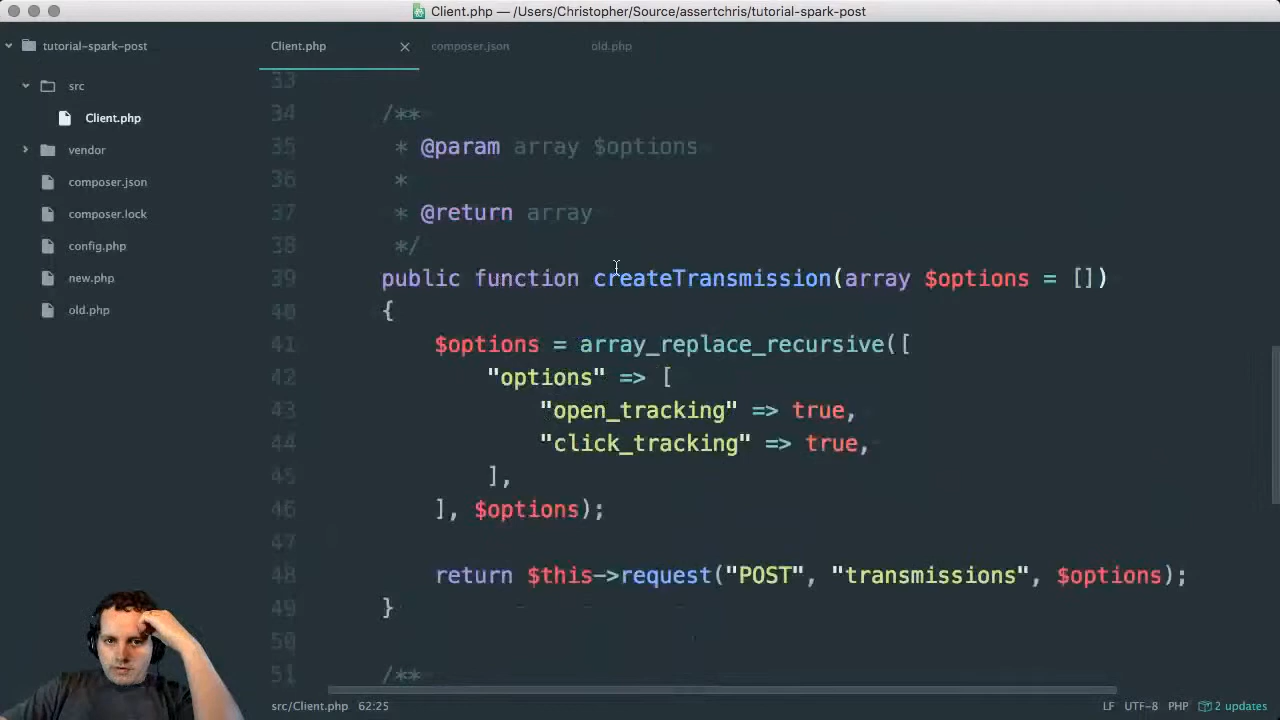 Client.php — /Users/Christopher/Source/assertchris/tutorial-spark-post
tutorial-spark-post
src
Client.php
vendor
composer.json
composer.lock
config.php
new.php
old.php
Client.php composer.json old.php
33
34 /**
35 * @param array $options
36 *
37 * @return array
38 */
39 public function createTransmission(array $options = [])
40 {
41 $options = array_replace_recursive([
42 "options" => [
43 "open_tracking" => true,
44 "click_tracking" => true,
45 ],
46 ], $options);
47
48 return $this->request("POST", "transmissions", $options);
49 }
50
51 /**
src/Client.php 62:25 LF UTF-8 PHP 2 updates